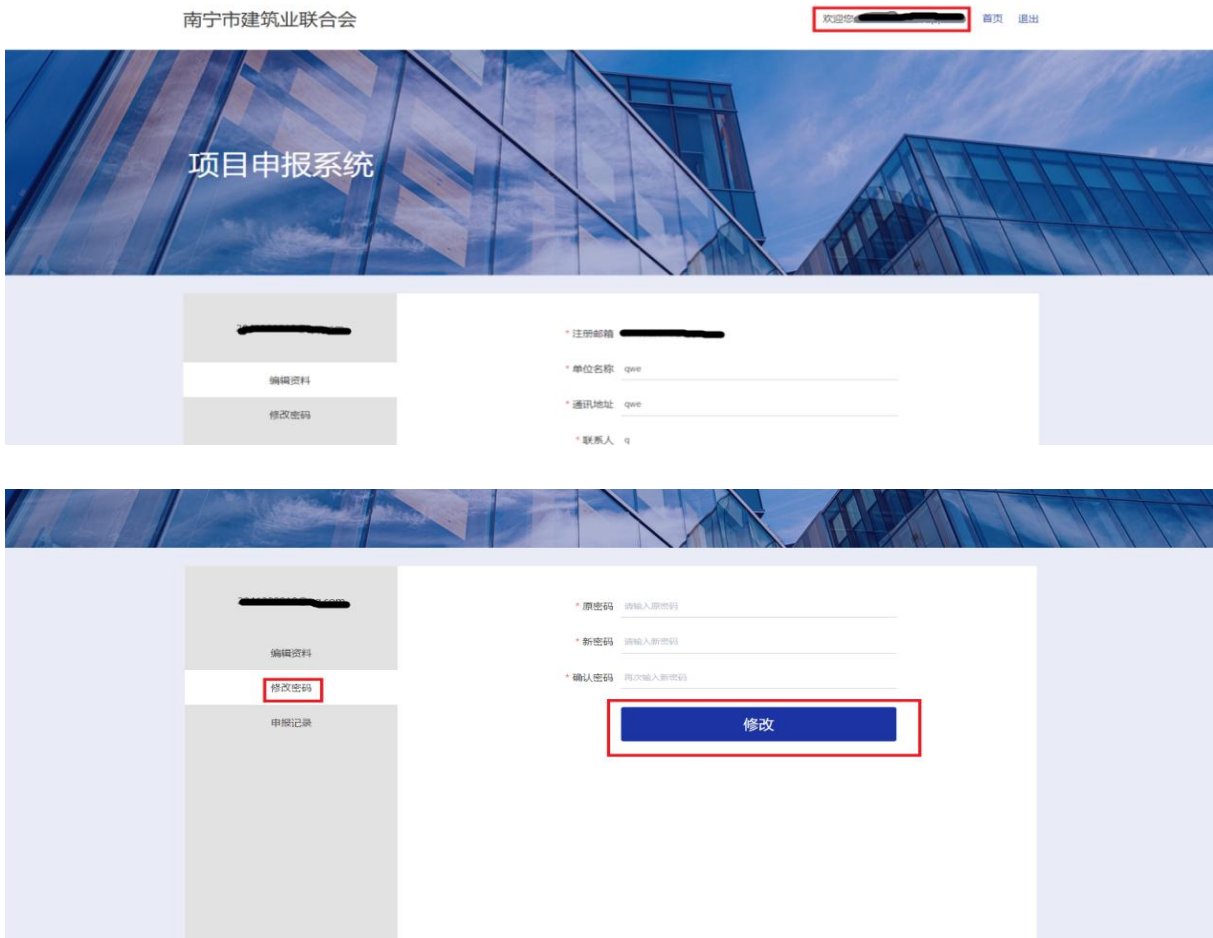 南宁市建筑业联合会
欢迎您 首页 退出
项目申报系统
*注册邮箱
编辑资料
*单位名称 qwe
修改密码
*通讯地址 qwe
*联系人 q
*原密码 请输入原密码
*新密码 请输入新密码
编辑资料
*确认密码 再次输入新密码
修改密码
申报记录
修改